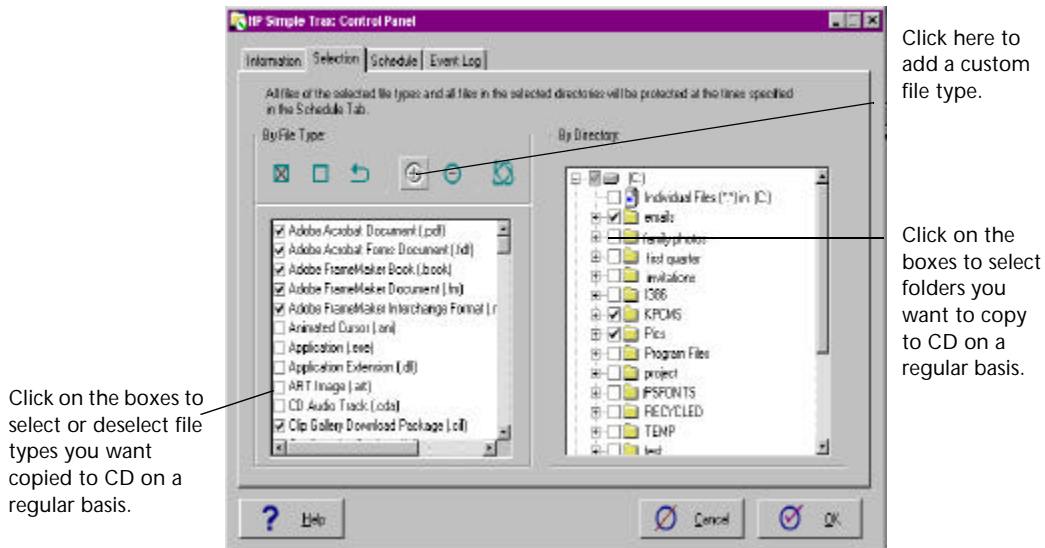 HP Simple Trax: Control Panel
Information
Selection
Schedule
Event Log
All files of the selected file types and all files in the selected directories will be protected at the times specified
in the Schedule Tab.
By File Type:
Adobe Acrobat Document (.pdf)
Adobe Acrobat Forms Document (.fdf)
Adobe FrameMaker Book (.book)
Adobe FrameMaker Document (.fm)
Adobe FrameMaker Interchange Format (.
Animated Cursor (.ani)
Application (.exe)
Application Extension (.dll)
ART Image (.art)
CD Audio Track (.cda)
Clip Gallery Download Package (.cil)
By Directory:
(C:)
Individual Files (*.*) in (C:)
emails
family photos
first quarter
invitations
I386
KPCMS
Pics
Program Files
project
PSFONTS
RECYCLED
TEMP
test
Help
Cancel
OK
Click here to
add a custom
file type.
Click on the
boxes to select
folders you
want to copy
to CD on a
regular basis.
Click on the boxes to
select or deselect file
types you want
copied to CD on a
regular basis.